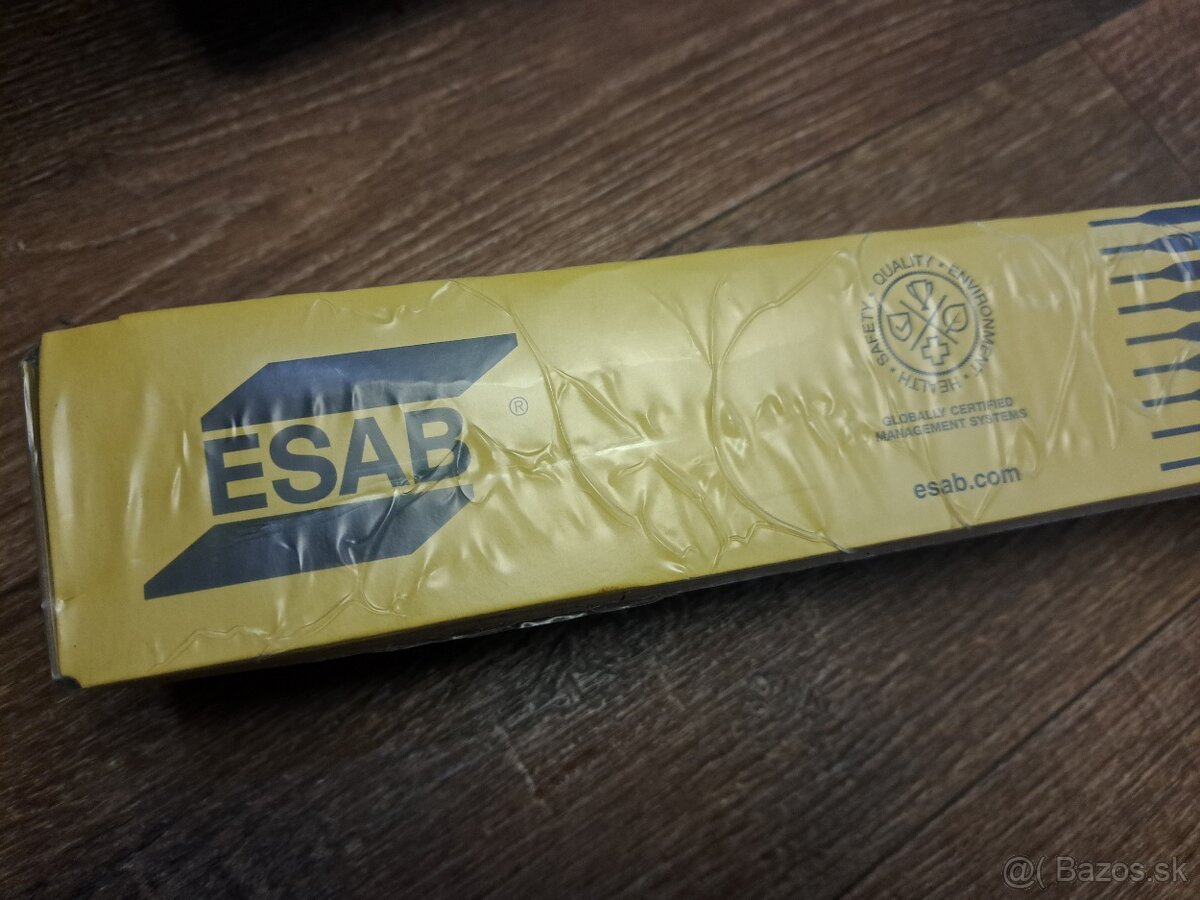 ESAB ®
QUALITY • ENVIRONMENT • HEALTH • SAFETY •
GLOBALLY CERTIFIED
MANAGEMENT SYSTEMS
esab.com
@( Bazos.sk